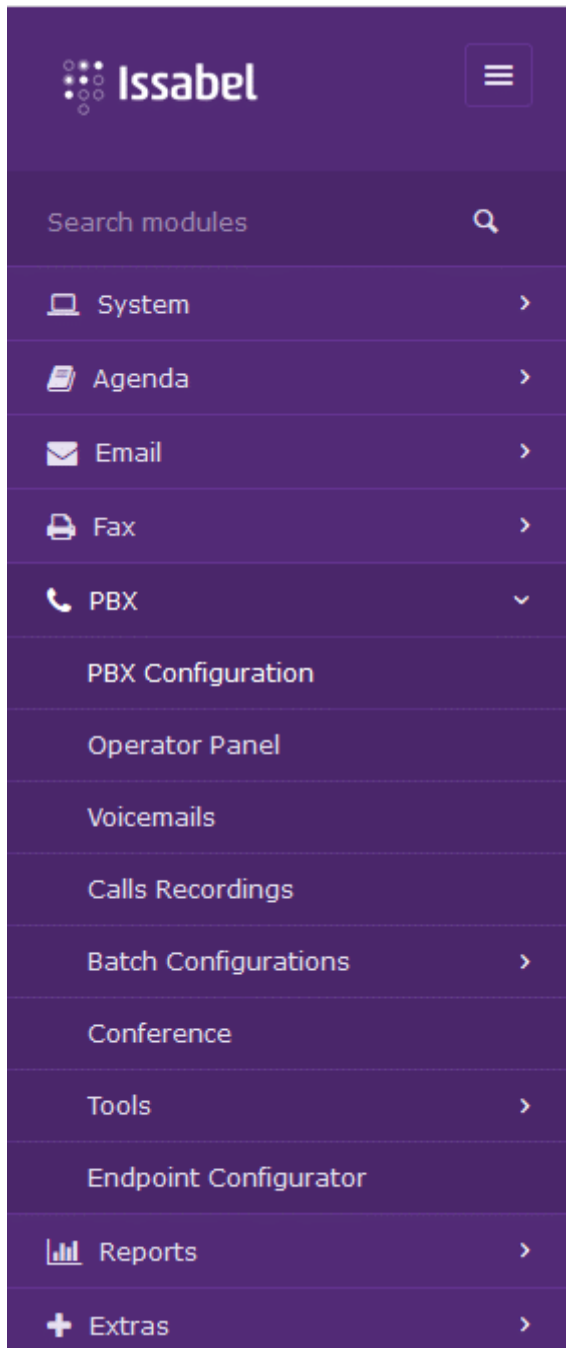 Issabel
Search modules
System
Agenda
Email
Fax
PBX
PBX Configuration
Operator Panel
Voicemails
Calls Recordings
Batch Configurations
Conference
Tools
Endpoint Configurator
Reports
Extras